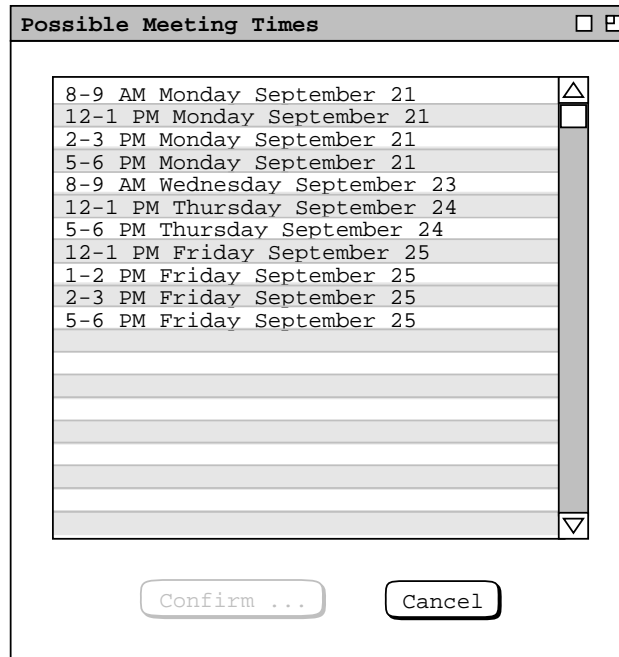 Possible Meeting Times
8-9 AM Monday September 21
12-1 PM Monday September 21
2-3 PM Monday September 21
5-6 PM Monday September 21
8-9 AM Wednesday September 23
12-1 PM Thursday September 24
5-6 PM Thursday September 24
12-1 PM Friday September 25
1-2 PM Friday September 25
2-3 PM Friday September 25
5-6 PM Friday September 25
Confirm ...
Cancel